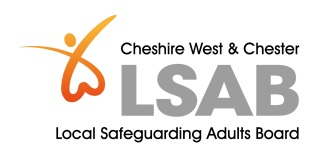 Cheshire West & Chester
LSAB
Local Safeguarding Adults Board